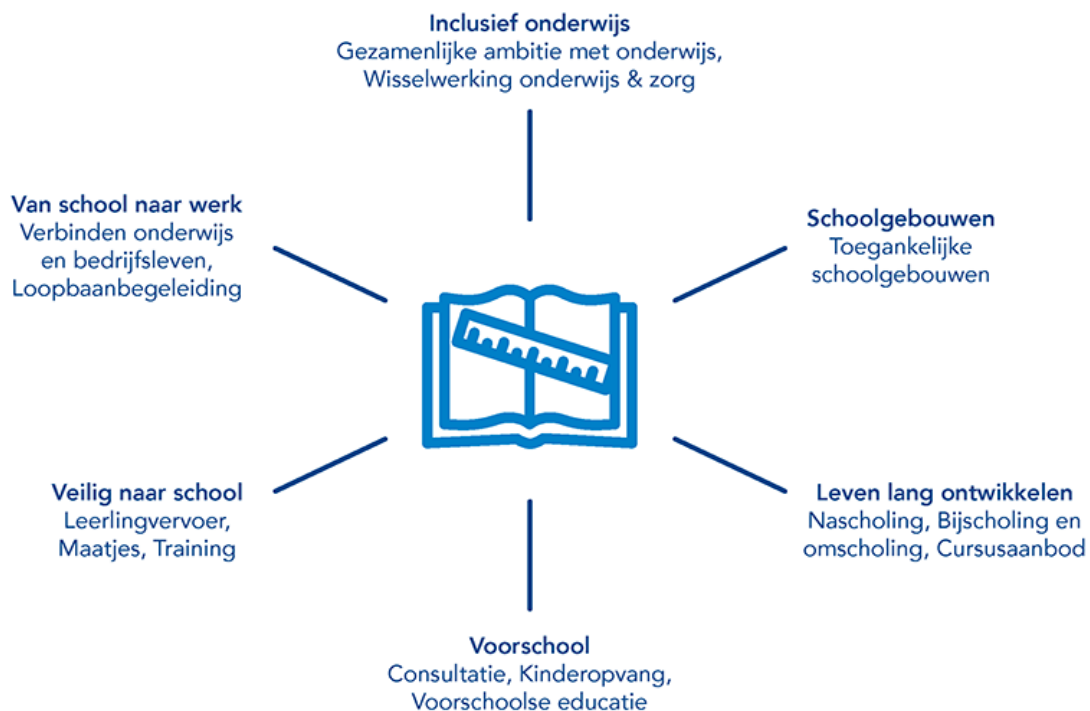 Inclusief onderwijs
Gezamenlijke ambitie met onderwijs,
Wisselwerking onderwijs & zorg
Van school naar werk
Verbinden onderwijs
en bedrijfsleven,
Loopbaanbegeleiding
Schoolgebouwen
Toegankelijke
schoolgebouwen
Veilig naar school
Leerlingvervoer,
Maatjes, Training
Leven lang ontwikkelen
Nascholing, Bijscholing en
omscholing, Cursusaanbod
Voorschool
Consultatie, Kinderopvang,
Voorschoolse educatie